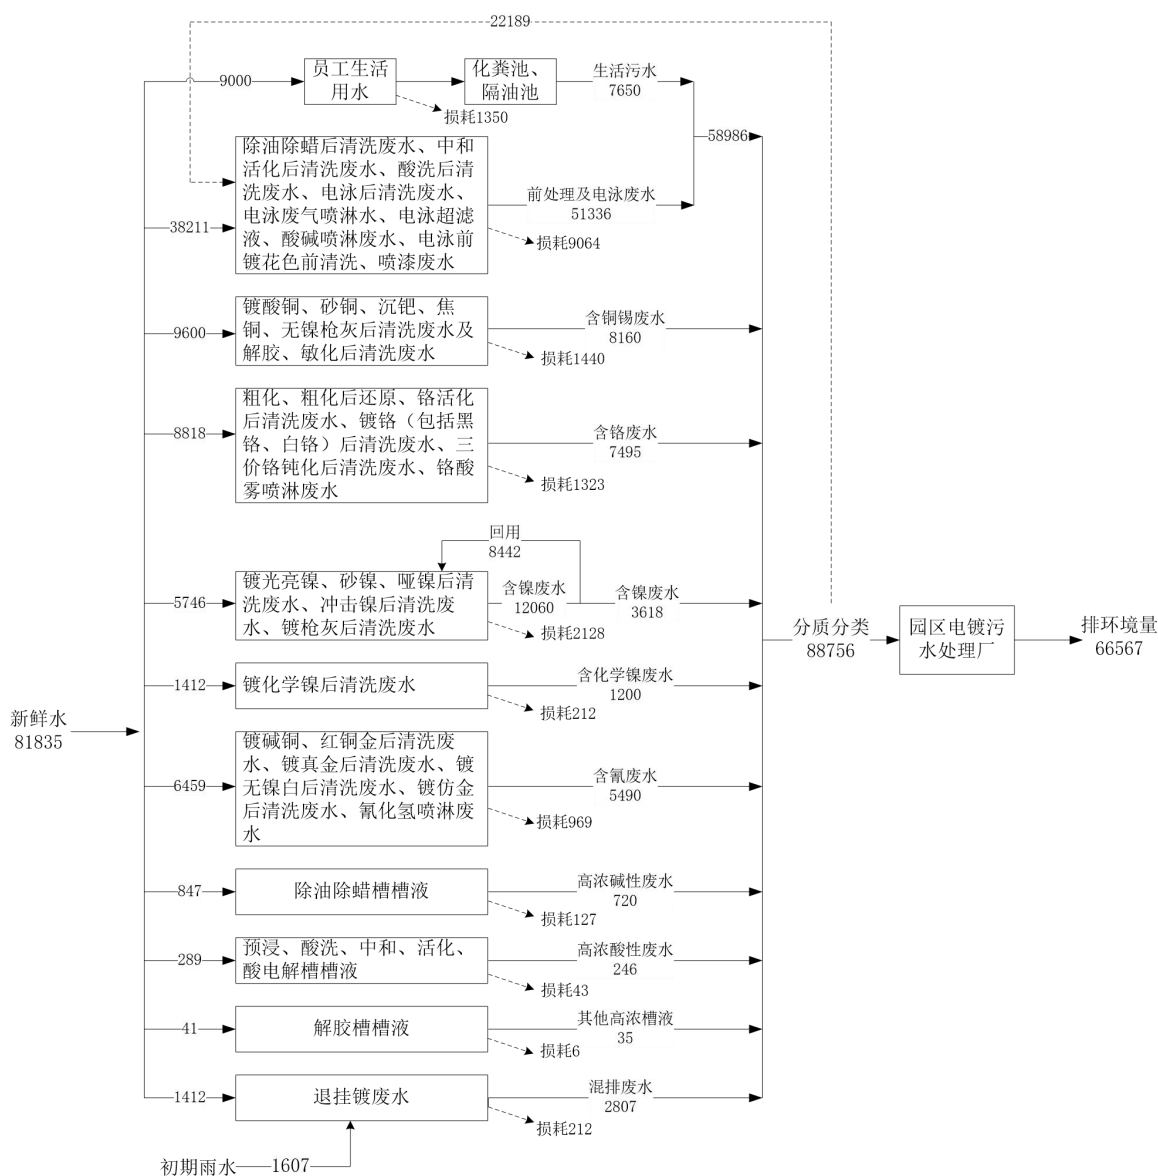 22189
9000
员工生活
用水
化粪池、
隔油池
生活污水
7650
损耗1350
58986
除油除蜡后清洗废水、中和
活化后清洗废水、酸洗后清
洗废水、电泳后清洗废水、
电泳废气喷淋水、电泳超滤
液、酸碱喷淋废水、电泳前
镀花色前清洗、喷漆废水
38211
前处理及电泳废水
51336
损耗9064
9600
镀酸铜、砂铜、沉钯、焦
铜、无镍枪灰后清洗废水及
解胶、敏化后清洗废水
含铜锡废水
8160
损耗1440
8818
粗化、粗化后还原、铬活化
后清洗废水、镀铬（包括黑
铬、白铬）后清洗废水、三
价铬钝化后清洗废水、铬酸
雾喷淋废水
含铬废水
7495
损耗1323
回用
8442
5746
镀光亮镍、砂镍、哑镍后清
洗废水、冲击镍后清洗废
水、镀枪灰后清洗废水
含镍废水
12060
含镍废水
3618
损耗2128
分质分类
88756
园区电镀污
水处理厂
排环境量
66567
1412
镀化学镍后清洗废水
含化学镍废水
1200
损耗212
新鲜水
81835
6459
镀碱铜、红铜金后清洗废
水、镀真金后清洗废水、镀
无镍白后清洗废水、镀仿金
后清洗废水、氰化氢喷淋废
水
含氰废水
5490
损耗969
847
除油除蜡槽槽液
高浓碱性废水
720
损耗127
289
预浸、酸洗、中和、活化、
酸电解槽槽液
高浓酸性废水
246
损耗43
41
解胶槽槽液
其他高浓槽液
35
损耗6
1412
退挂镀废水
混排废水
2807
损耗212
初期雨水
1607